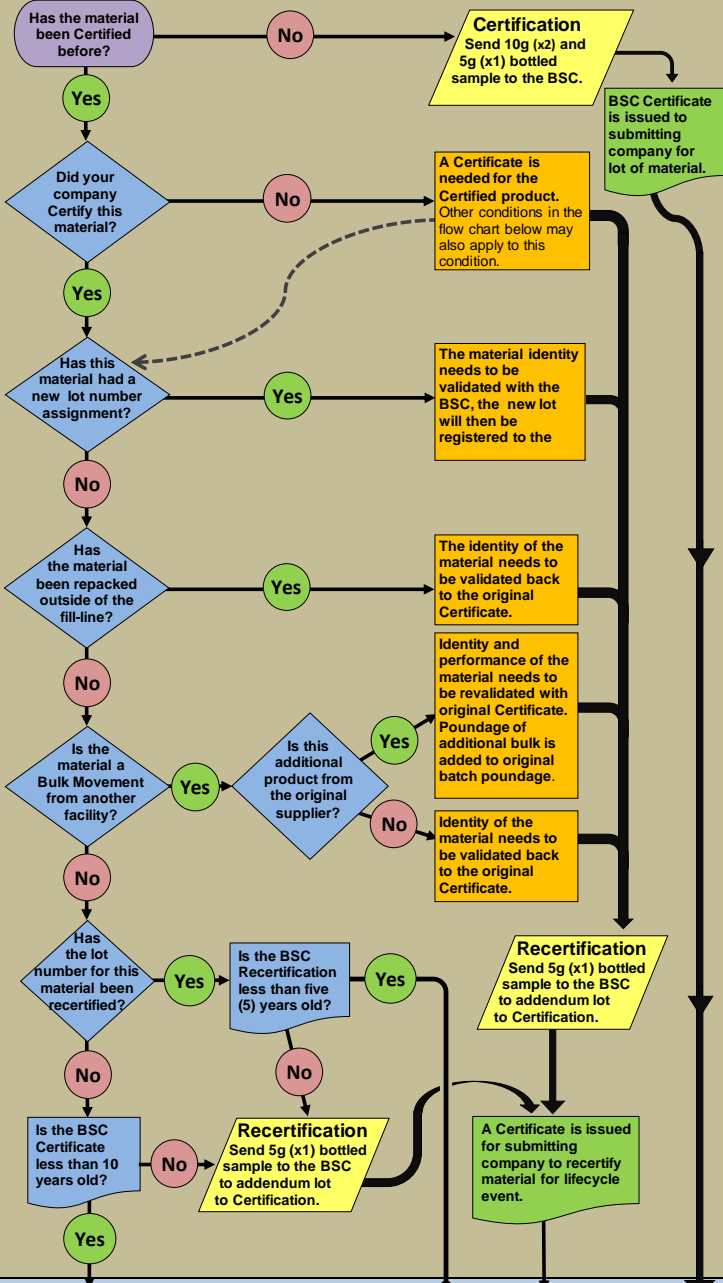 Has the material
been Certified
before?
No
Certification
Send 10g (x2) and
5g (x1) bottled
sample to the BSC.
Yes
BSC Certificate
is issued to
submitting
company for
lot of material.
Did your
company
Certify this
material?
No
A Certificate is
needed for the
Certified product.
Other conditions in the
flow chart below may
also apply to this
condition.
Yes
Has this
material had a
new lot number
assignment?
Yes
The material identity
needs to be
validated with the
BSC, the new lot
will then be
registered to the
No
Has
the material
been repacked
outside of the
fill-line?
Yes
The identity of the
material needs to
be validated back
to the original
Certificate.
No
Is the
material a
Bulk Movement
from another
facility?
Yes
Is this
additional
product from
the original
supplier?
Yes
Identity and
performance of the
material needs to
be revalidated with
original Certificate.
Poundage of
additional bulk is
added to original
batch poundage.
No
Identity of the
material needs to
be validated back
to the original
Certificate.
No
Has
the lot
number for this
material been
recertified?
Yes
Is the BSC
Recertification
less than five
(5) years old?
Yes
Recertification
Send 5g (x1) bottled
sample to the BSC
to addendum lot
to Certification.
No
No
Is the BSC
Certificate
less than 10
years old?
No
Recertification
Send 5g (x1) bottled
sample to the BSC
to addendum lot
to Certification.
A Certificate is issued
for submitting
company to recertify
material for lifecycle
event.
Yes